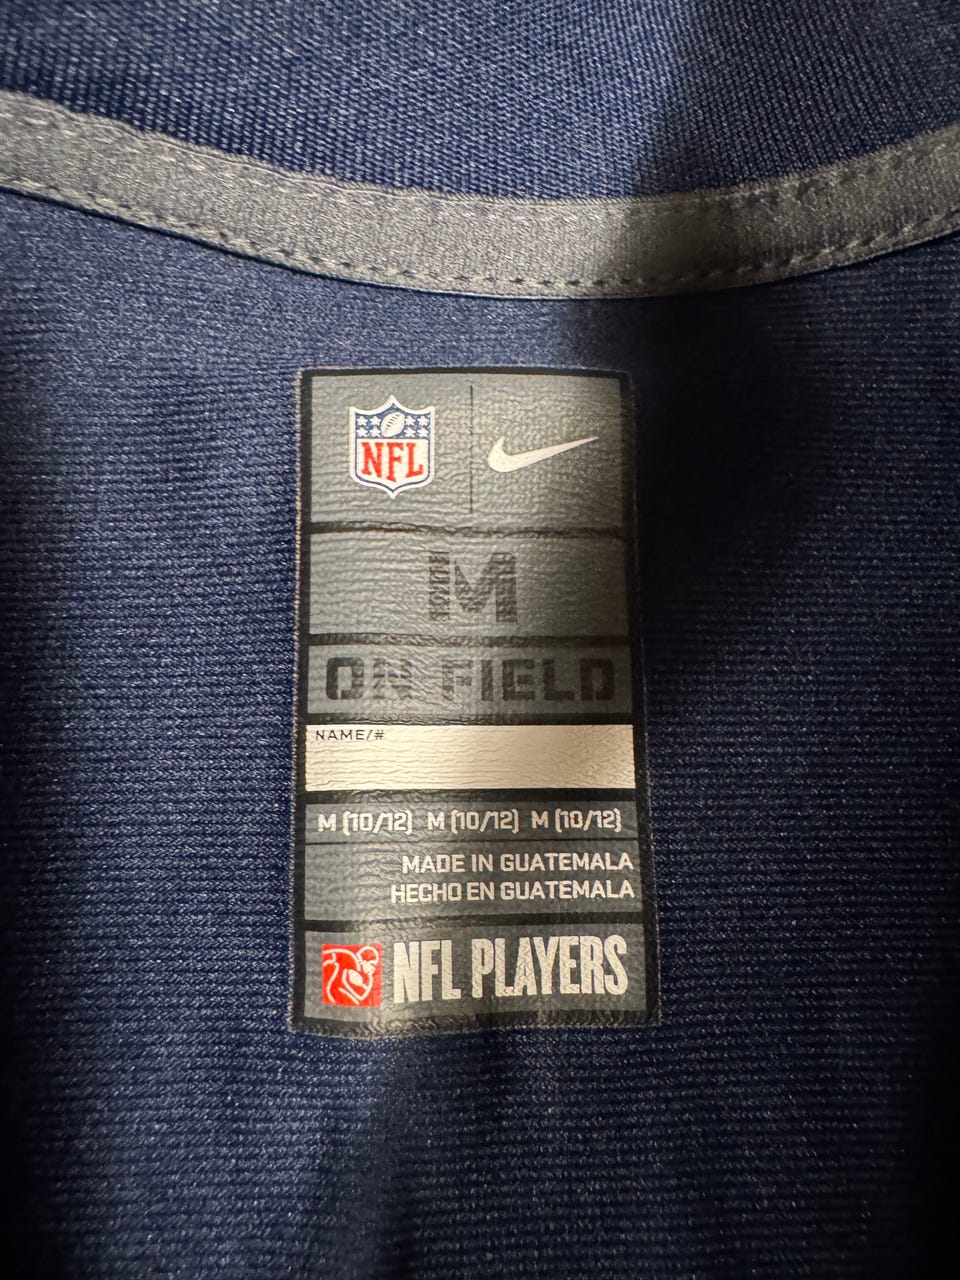 NFL
M
ON FIELD
NAME/#
M (10/12) M (10/12) M (10/12)
MADE IN GUATEMALA
HECHO EN GUATEMALA
NFL PLAYERS